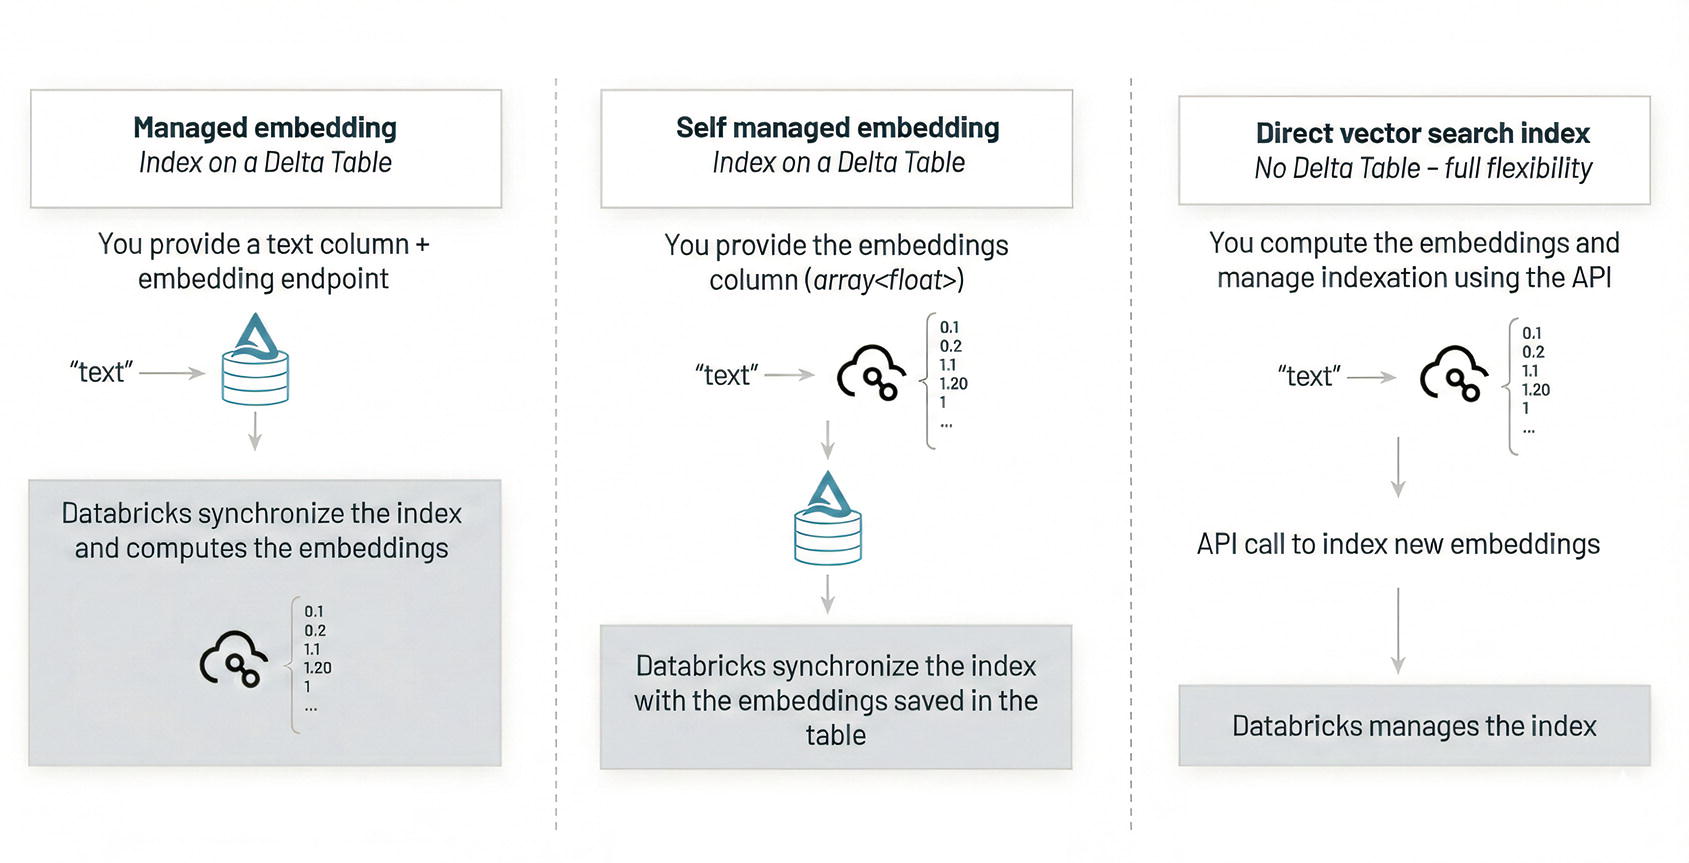 Managed embedding
Index on a Delta Table
You provide a text column +
embedding endpoint
“text”
Databricks synchronize the index
and computes the embeddings
0.1
0.2
1.1
1.20
1
...
Self managed embedding
Index on a Delta Table
You provide the embeddings
column (array<float>)
“text”
0.1
0.2
1.1
1.20
1
...
Databricks synchronize the index
with the embeddings saved in the
table
Direct vector search index
No Delta Table – full flexibility
You compute the embeddings and
manage indexation using the API
“text”
0.1
0.2
1.1
1.20
1
...
API call to index new embeddings
Databricks manages the index